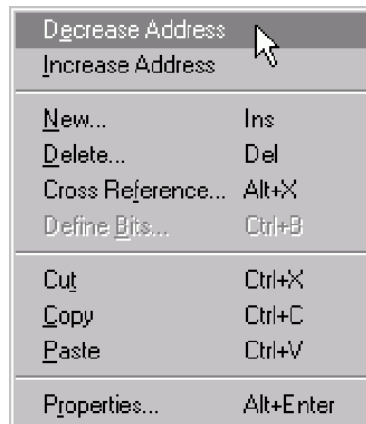 Decrease Address
Increase Address
New... Ins
Delete... Del
Cross Reference... Alt+X
Define Bits... Ctrl+B
Cut Ctrl+X
Copy Ctrl+C
Paste Ctrl+V
Properties... Alt+Enter